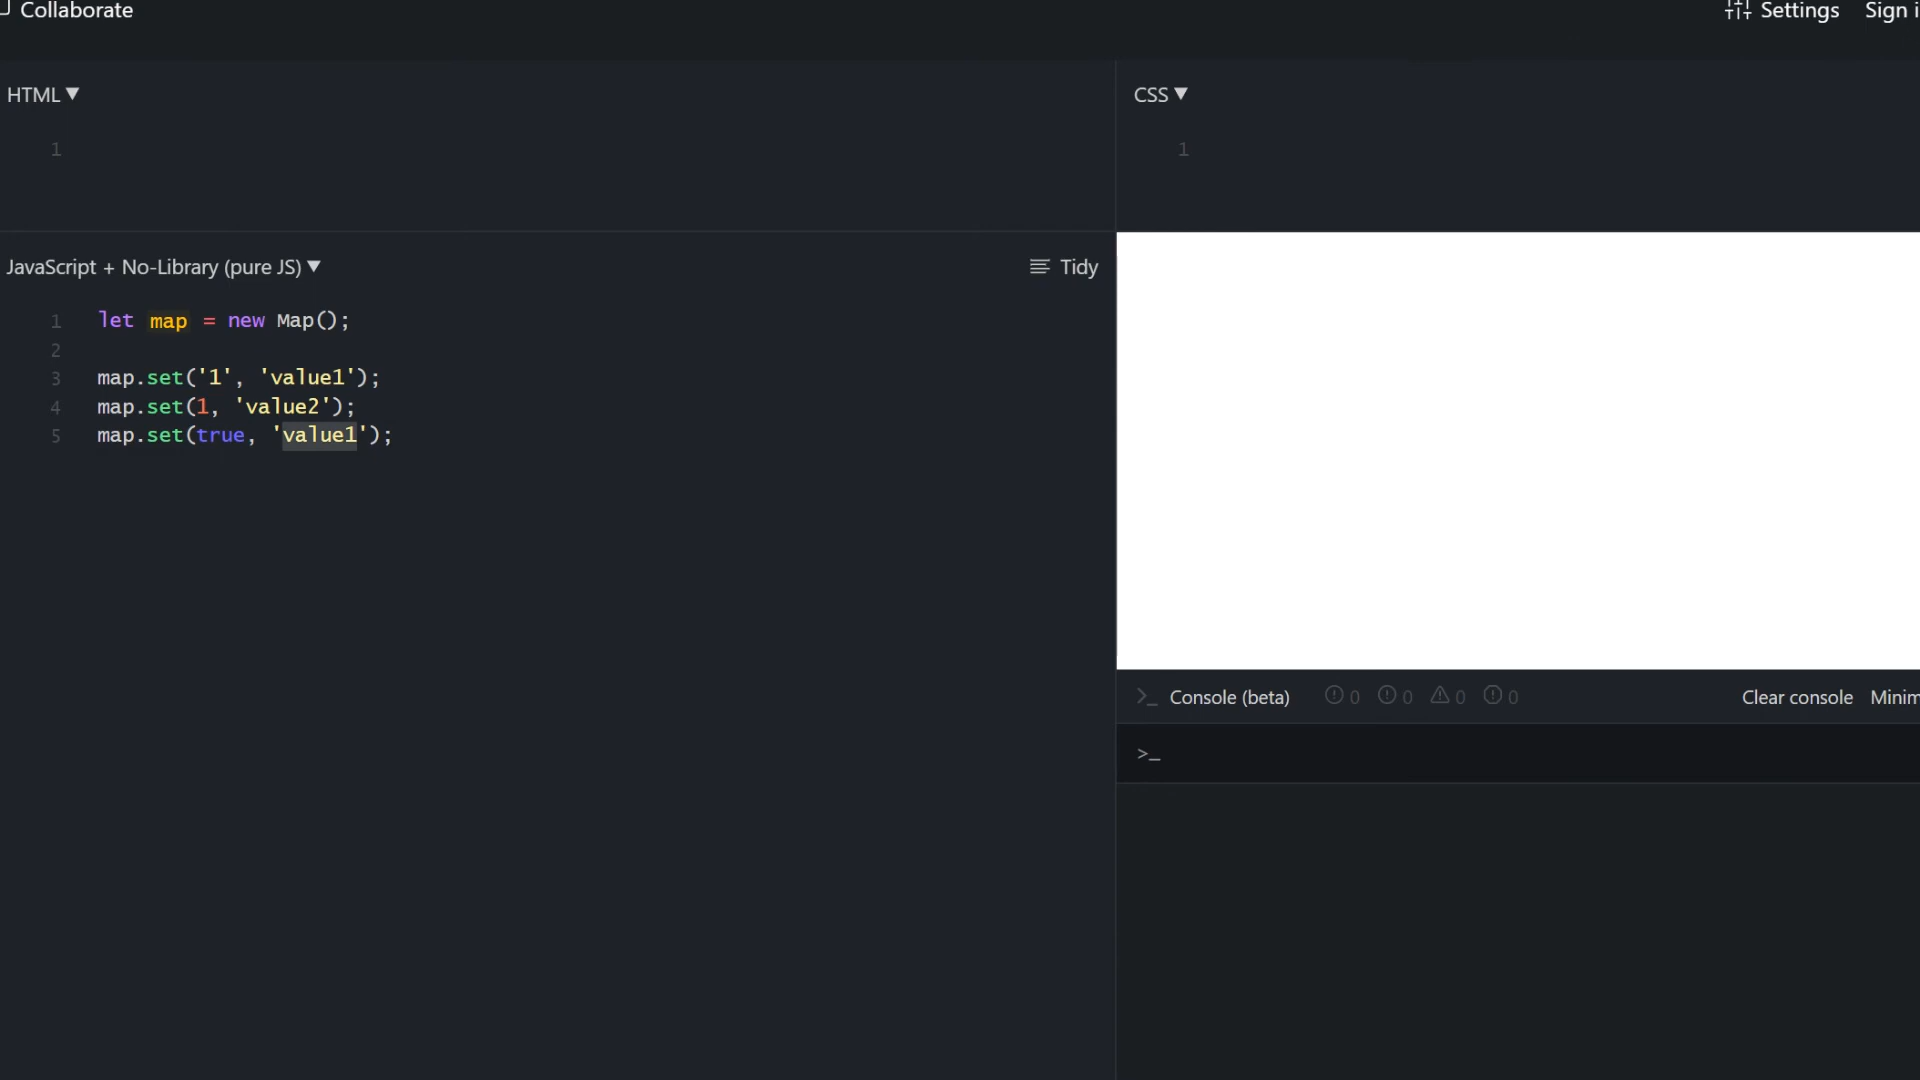 Collaborate
Settings Sign i
HTML ▼
1
CSS ▼
1
JavaScript + No-Library (pure JS) ▼
Tidy
1 let map = new Map();
2
3 map.set('1', 'value1');
4 map.set(1, 'value2');
5 map.set(true, 'value1');
>_ Console (beta) 0 0 0 0 Clear console Minim
>_